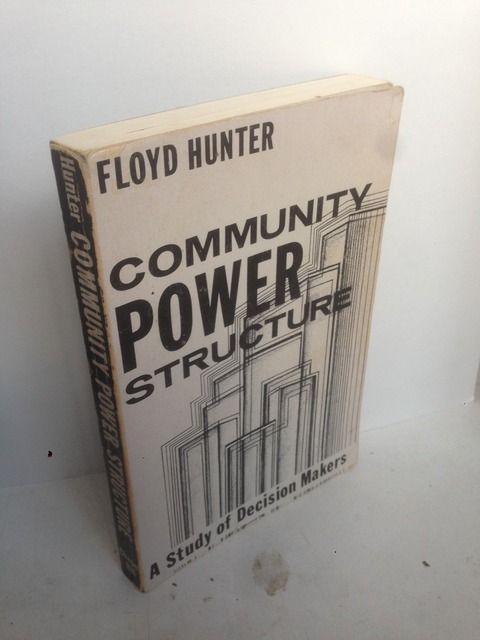 FLOYD HUNTER
COMMUNITY
POWER
STRUCTURE
A Study of Decision Makers
Hunter COMMUNITY POWER STRUCTURE